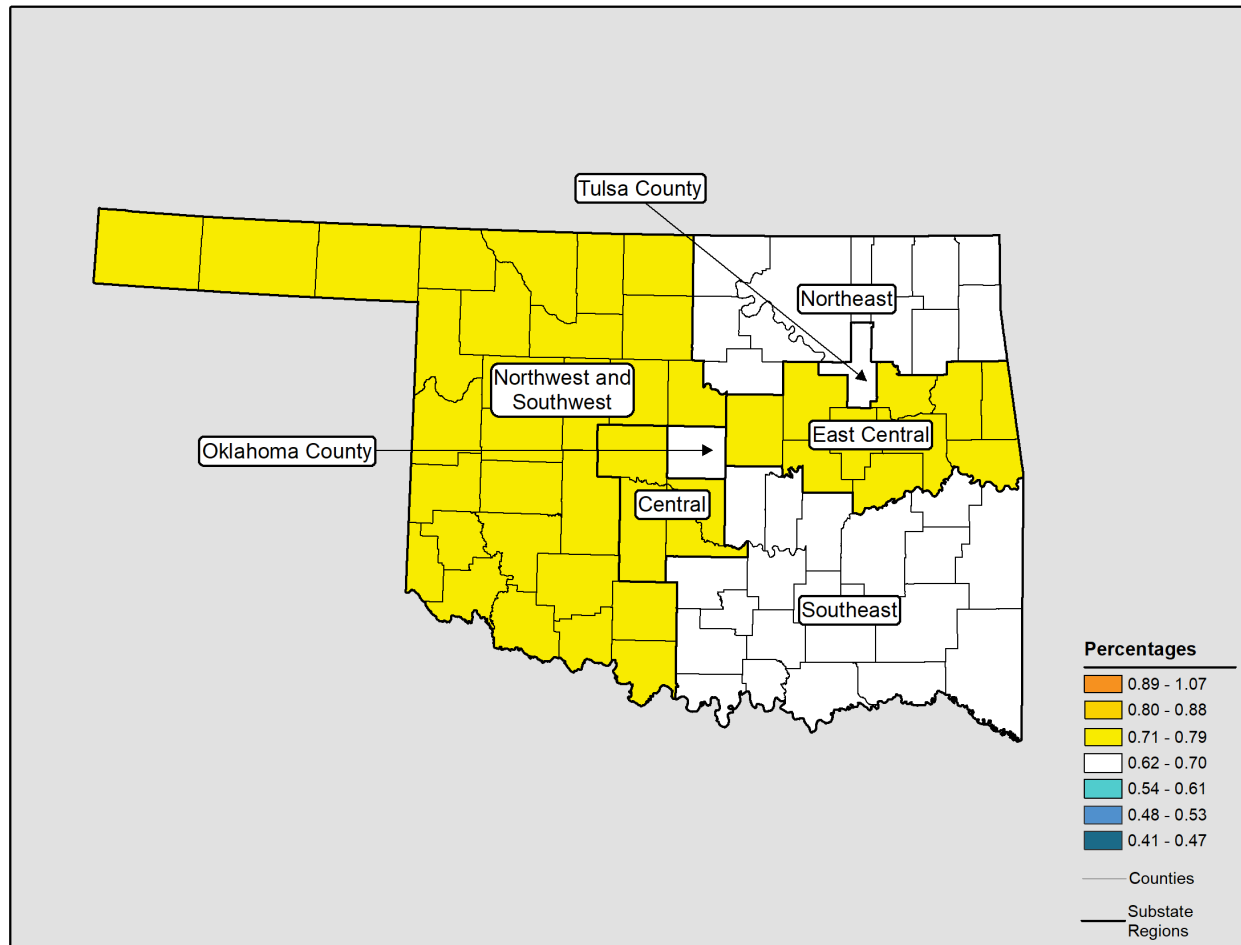 Tulsa County
Northeast
Northwest and
Southwest
East Central
Oklahoma County
Central
Southeast
Percentages
0.89 - 1.07
0.80 - 0.88
0.71 - 0.79
0.62 - 0.70
0.54 - 0.61
0.48 - 0.53
0.41 - 0.47
Counties
Substate
Regions